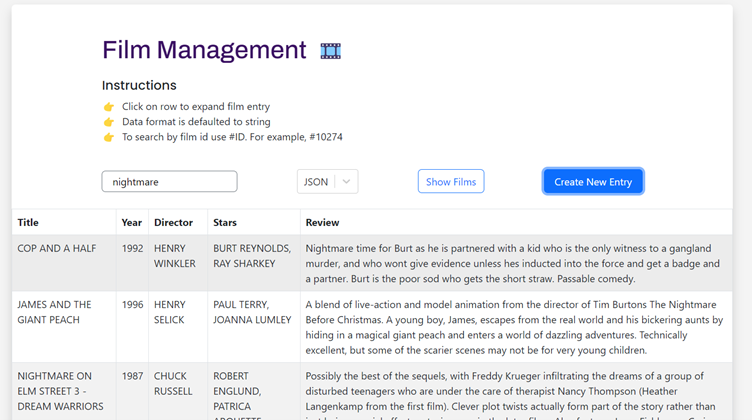 Film Management
Instructions
Click on row to expand film entry
Data format is defaulted to string
To search by film id use #ID. For example, #10274
nightmare
JSON
Show Films
Create New Entry
Title Year Director Stars Review
COP AND A HALF 1992 HENRY BURT REYNOLDS, Nightmare time for Burt as he is partnered with a kid who is the only witness to a gangland
WINKLER RAY SHARKEY murder, and who wont give evidence unless hes inducted into the force and get a badge and
a partner. Burt is the poor sod who gets the short straw. Passable comedy.
JAMES AND THE 1996 HENRY PAUL TERRY, A blend of live-action and model animation from the director of Tim Burtons The Nightmare
GIANT PEACH SELICK JOANNA LUMLEY Before Christmas. A young boy, James, escapes from the real world and his bickering aunts by
hiding in a magical giant peach and enters a world of dazzling adventures. Technically
excellent, but some of the scarier scenes may not be for very young children.
NIGHTMARE ON 1987 CHUCK ROBERT Possibly the best of the sequels, with Freddy Krueger infiltrating the dreams of a group of
ELM STREET 3 - RUSSELL ENGLUND, disturbed teenagers who are under the care of therapist Nancy Thompson (Heather
DREAM WARRIORS PATRICA Langenkamp from the first film). Clever plot twists actually form part of the story rather than